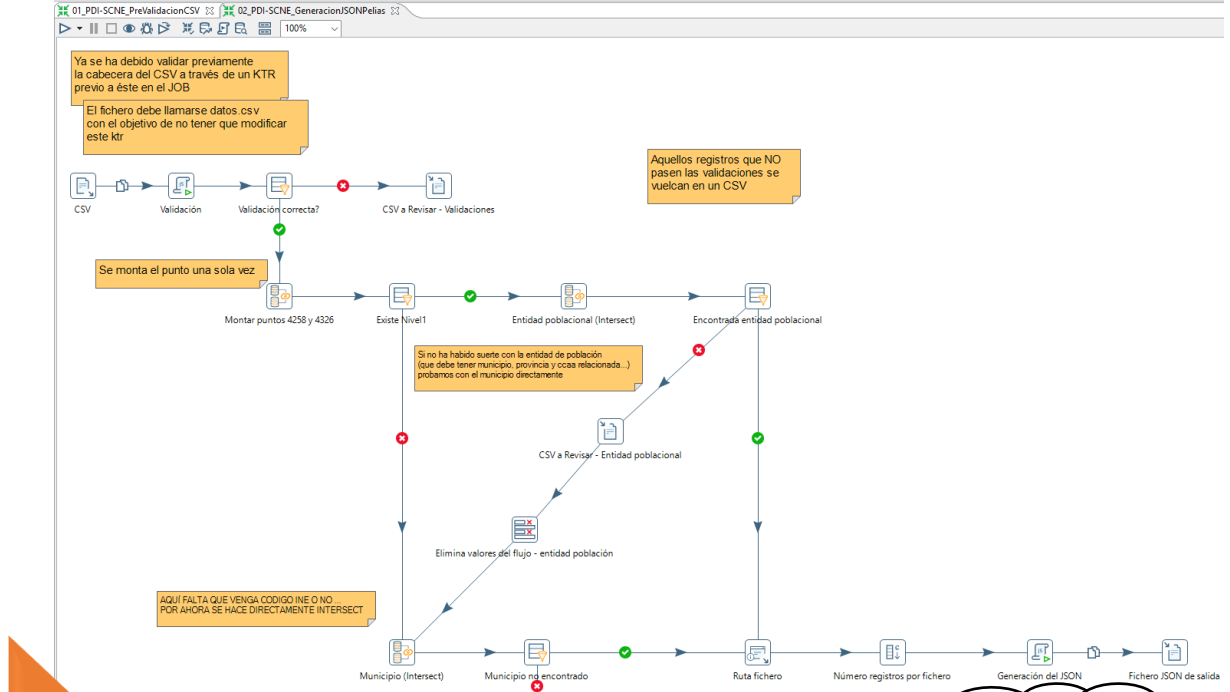 01_PDI-SCNE_PreValidacionCSV
02_PDI-SCNE_GeneracionJSONPelias
100%
Ya se ha debido validar previamente
la cabecera del CSV a través de un KTR
previo a éste en el JOB
El fichero debe llamarse datos.csv
con el objetivo de no tener que modificar
este ktr
Aquellos registros que NO
pasen las validaciones se
vuelcan en un CSV
CSV
Validación
Validación correcta?
CSV a Revisar - Validaciones
Se monta el punto una sola vez
Montar puntos 4258 y 4326
Existe Nivel1
Entidad poblacional (Intersect)
Encontrada entidad poblacional
Si no ha habido suerte con la entidad de población
(que debe tener municipio, provincia y ccaa relacionada...)
probamos con el municipio directamente
CSV a Revisar - Entidad poblacional
Elimina valores del flujo - entidad población
AQUÍ FALTA QUE VENGA CODIGO INE O NO ...
POR AHORA SE HACE DIRECTAMENTE INTERSECT
Municipio (Intersect)
Municipio no encontrado
Ruta fichero
Número registros por fichero
Generación del JSON
Fichero JSON de salida